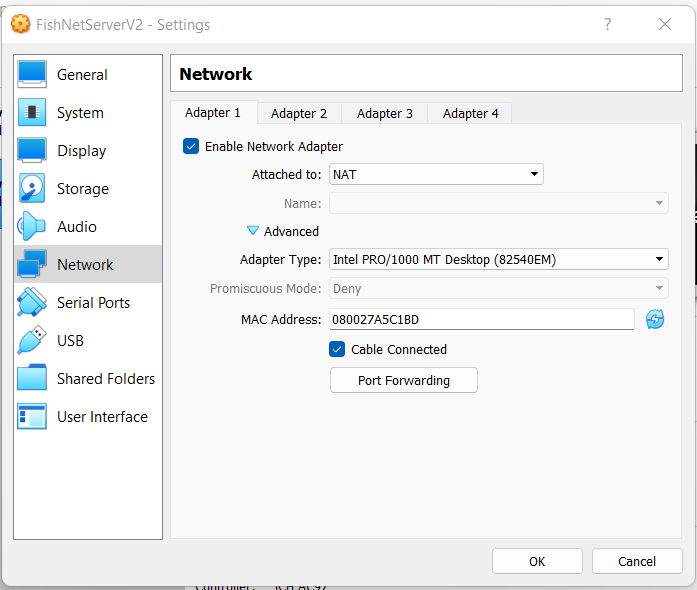 FishNetServerV2 - Settings
?
General
System
Display
Storage
Audio
Network
Serial Ports
USB
Shared Folders
User Interface
Network
Adapter 1 Adapter 2 Adapter 3 Adapter 4
Enable Network Adapter
Attached to: NAT
Name:
Advanced
Adapter Type: Intel PRO/1000 MT Desktop (82540EM)
Promiscuous Mode: Deny
MAC Address: 080027A5C1BD
Cable Connected
Port Forwarding
OK Cancel
Controller: ICH AC97